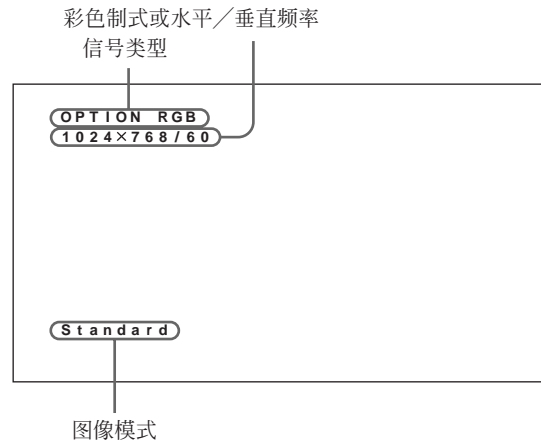 彩色制式或水平／垂直频率
信号类型
OPTION RGB
1024×768/60
Standard
图像模式